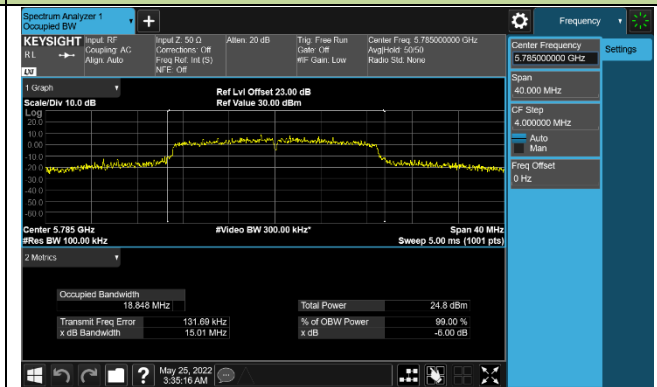 Spectrum Analyzer 1
Occupied BW
+
Frequency
KEYSIGHT
RL
LXI
Input: RF
Coupling: AC
Align: Auto
Input Z: 50 Ω
Corrections: Off
Freq Ref: Int (S)
NFE: Off
Atten: 20 dB
Trig: Free Run
Gate: Off
#IF Gain: Low
Center Freq: 5.785000000 GHz
Avg|Hold: 50/50
Radio Std: None
Center Frequency
5.785000000 GHz
Settings
Span
40.000 MHz
CF Step
4.000000 MHz
Auto
Man
Freq Offset
0 Hz
1 Graph
Scale/Div 10.0 dB
Ref Lvl Offset 23.00 dB
Ref Value 30.00 dBm
Log
20.0
10.0
0.00
-10.0
-20.0
-30.0
-40.0
-50.0
-60.0
Center 5.785 GHz
#Video BW 300.00 kHz*
Span 40 MHz
#Res BW 100.00 kHz
Sweep 5.00 ms (1001 pts)
2 Metrics
Occupied Bandwidth
18.848 MHz
Total Power
24.8 dBm
Transmit Freq Error
131.69 kHz
% of OBW Power
99.00 %
x dB Bandwidth
15.01 MHz
x dB
-6.00 dB
?
May 25, 2022
3:35:16 AM